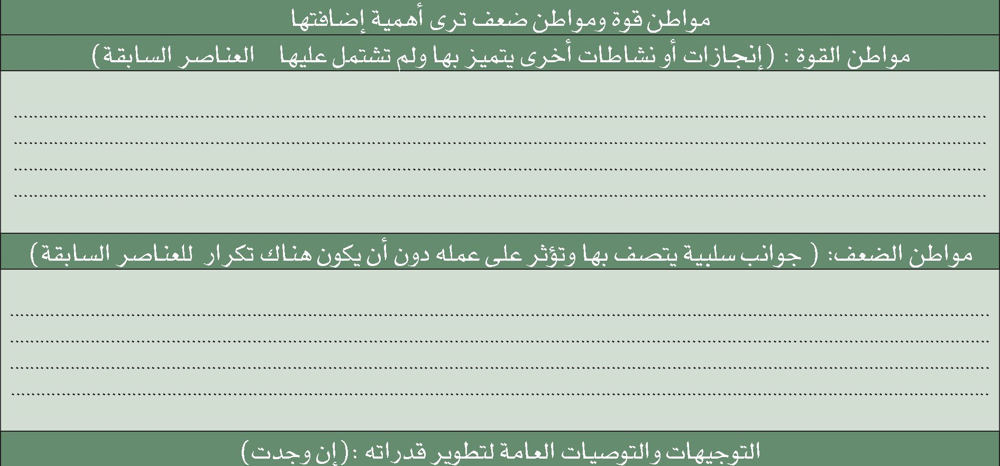 مواطن قوة ومواطن ضعف ترى أهمية إضافتها
مواطن القوة : (إنجازات أو نشاطات أخرى يتميز بها ولم تشتمل عليها العناصر السابقة)
مواطن الضعف: ( جوانب سلبية يتصف بها وتؤثر على عمله دون أن يكون هناك تكرار للعناصر السابقة)
التوجيهات والتوصيات العامة لتطوير قدراته :(إن وجدت)